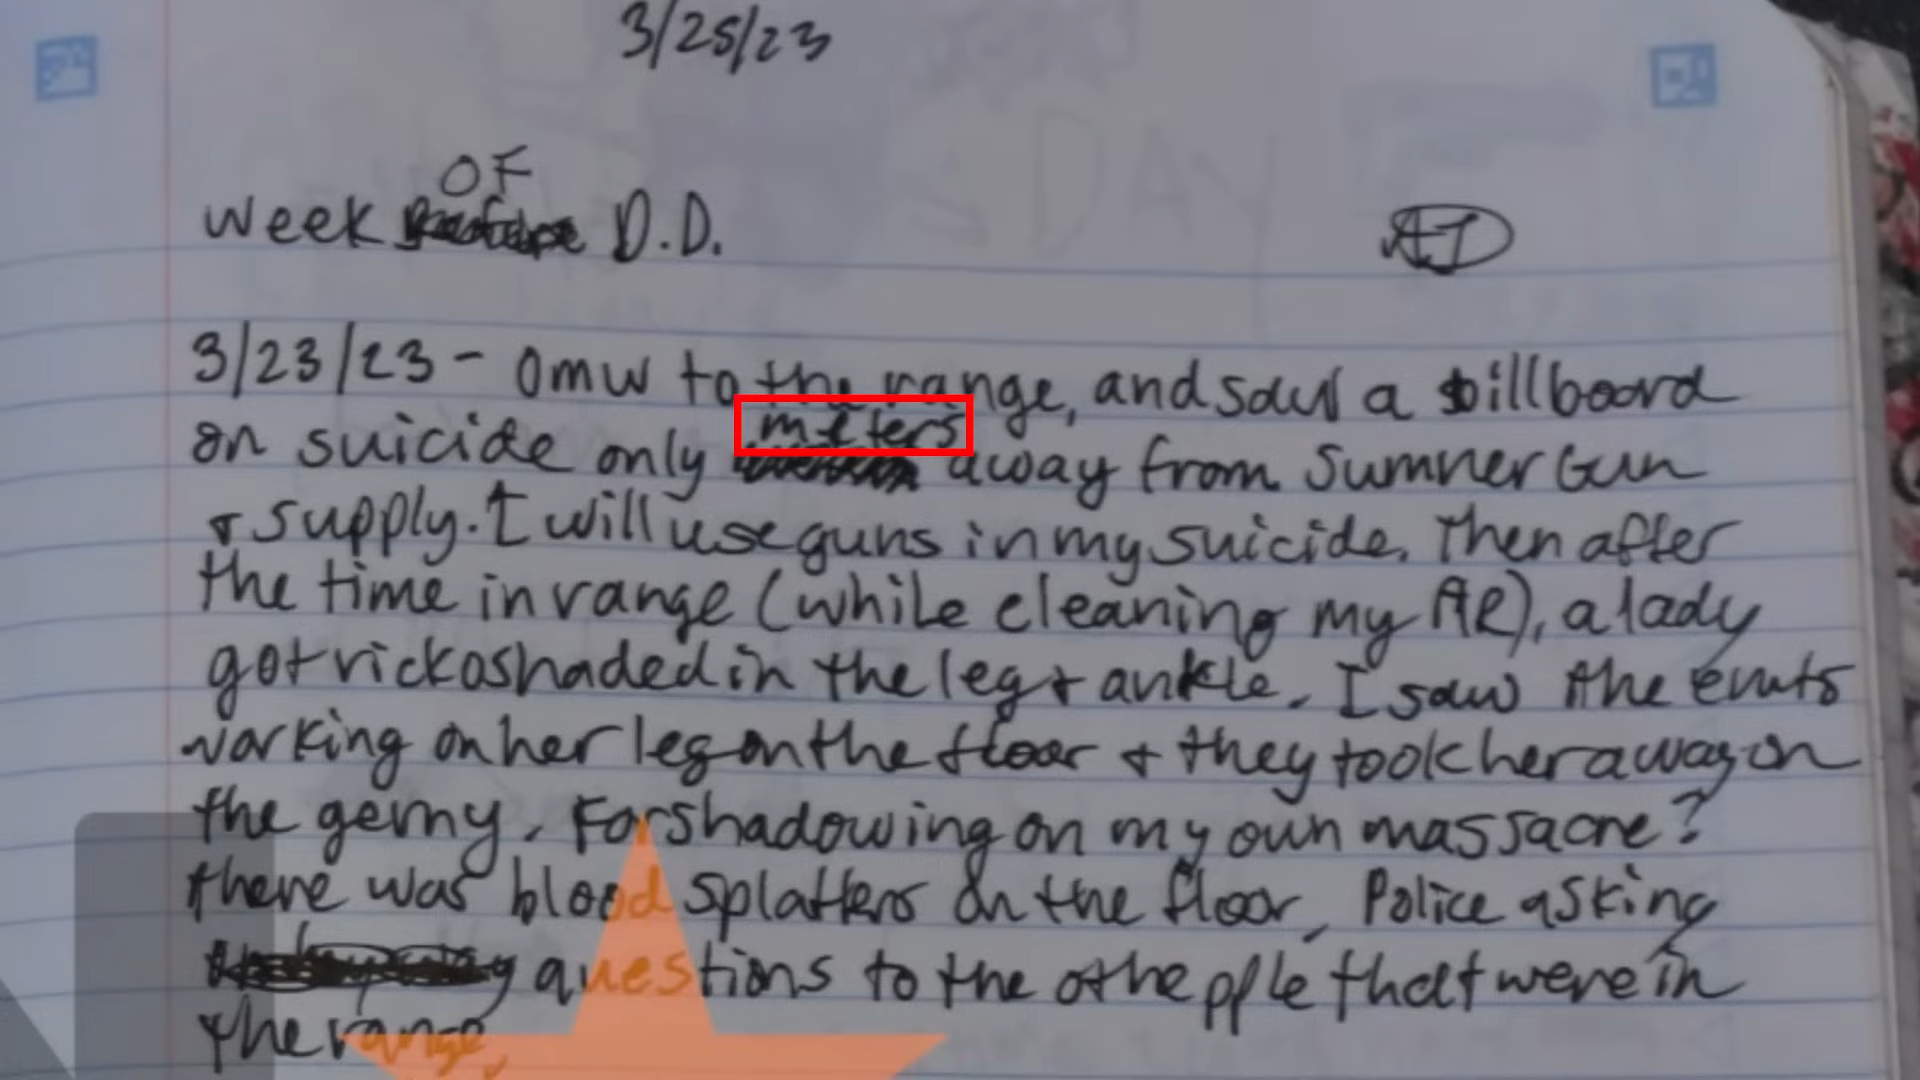 3/25/23
OF
week D.D.
AD
3/23/23 - Omw to the range, and saw a billboard
meters
on suicide only away from Sumner Gun
+ supply. I will use guns in my suicide. Then after
the time in range (while cleaning my AR), a lady
got rickoshaded in the leg + ankle. I saw the emts
working on her leg on the floor + they took her away on
the gerny. Forshadowing on my own massacre?
there was blood splatters on the floor, Police asking
questions to the othe pple that were in
the range,